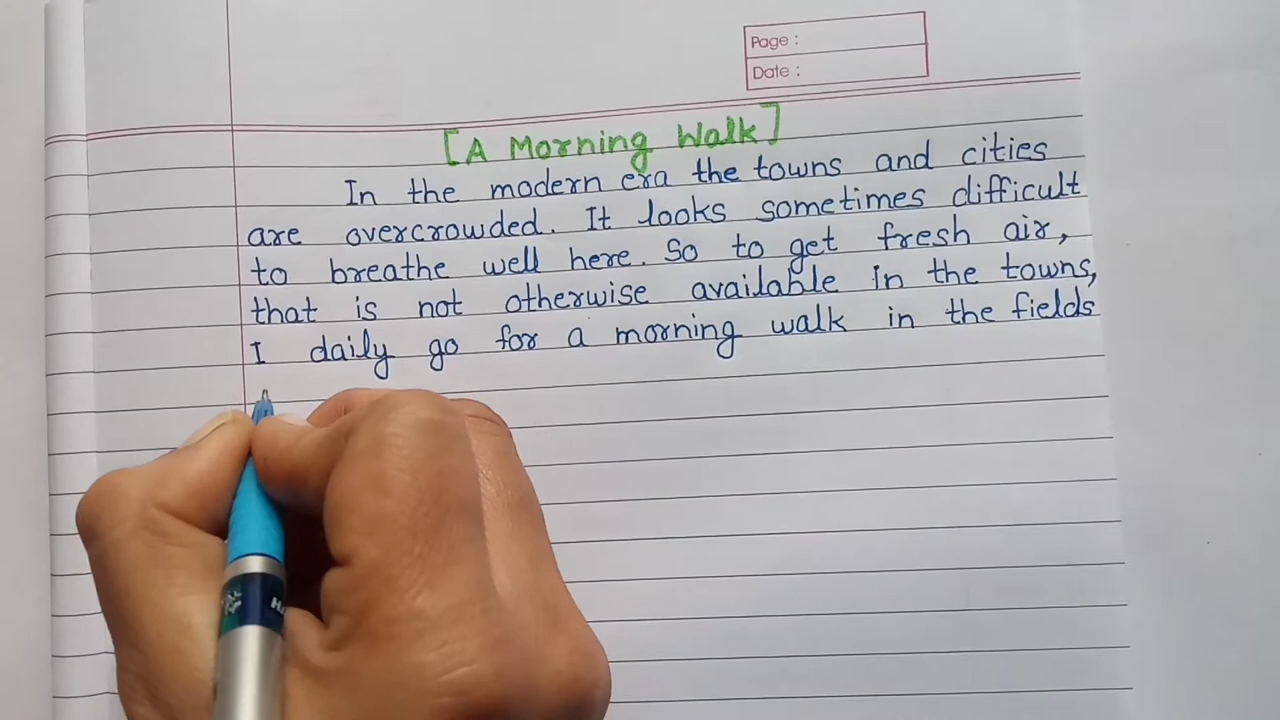 Page :
Date :
[A Morning Walk]
In the modern era the towns and cities
are overcrowded. It looks sometimes difficult
to breathe well here. So to get fresh air,
that is not otherwise available in the towns,
I daily go for a morning walk in the fields